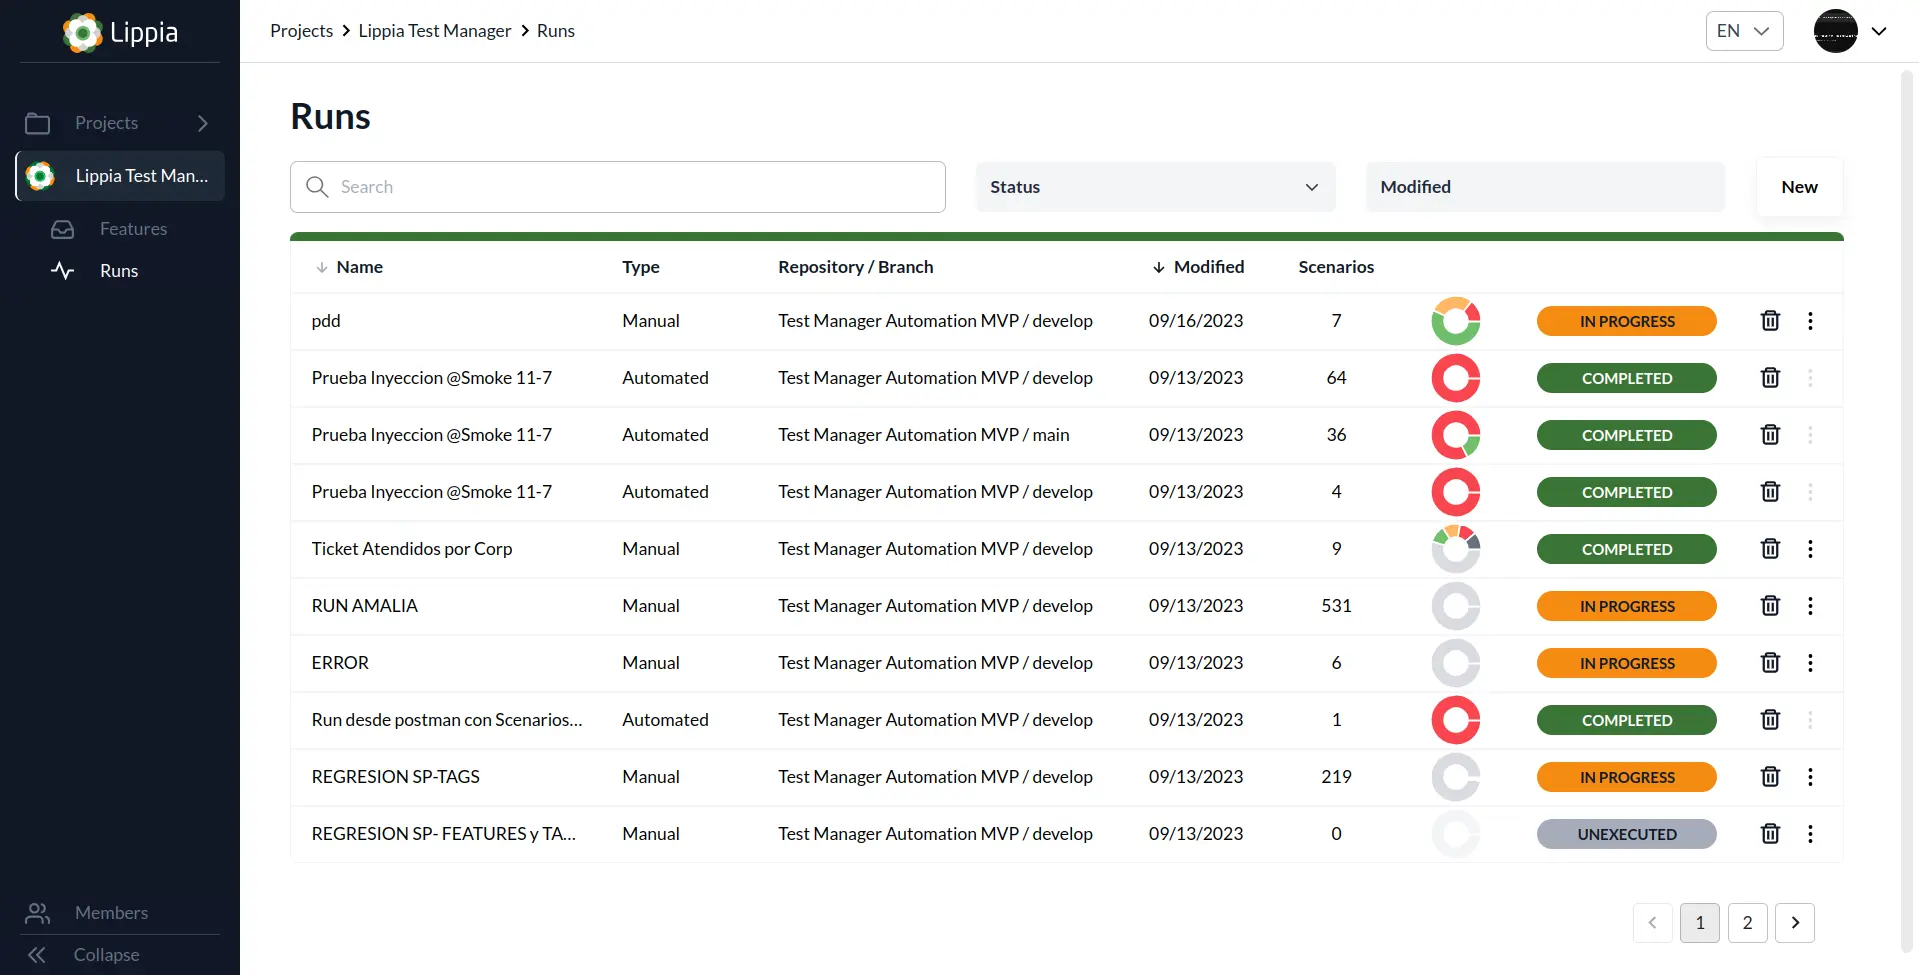 Lippia
Projects
Lippia Test Man...
Features
Runs
Members
Collapse
Projects > Lippia Test Manager > Runs
EN
Runs
Search
Status
Modified
New
Name Type Repository / Branch Modified Scenarios
pdd Manual Test Manager Automation MVP / develop 09/16/2023 7 IN PROGRESS
Prueba Inyeccion @Smoke 11-7 Automated Test Manager Automation MVP / develop 09/13/2023 64 COMPLETED
Prueba Inyeccion @Smoke 11-7 Automated Test Manager Automation MVP / main 09/13/2023 36 COMPLETED
Prueba Inyeccion @Smoke 11-7 Automated Test Manager Automation MVP / develop 09/13/2023 4 COMPLETED
Ticket Atendidos por Corp Manual Test Manager Automation MVP / develop 09/13/2023 9 COMPLETED
RUN AMALIA Manual Test Manager Automation MVP / develop 09/13/2023 531 IN PROGRESS
ERROR Manual Test Manager Automation MVP / develop 09/13/2023 6 IN PROGRESS
Run desde postman con Scenarios... Automated Test Manager Automation MVP / develop 09/13/2023 1 COMPLETED
REGRESION SP-TAGS Manual Test Manager Automation MVP / develop 09/13/2023 219 IN PROGRESS
REGRESION SP- FEATURES y TA... Manual Test Manager Automation MVP / develop 09/13/2023 0 UNEXECUTED
1 2